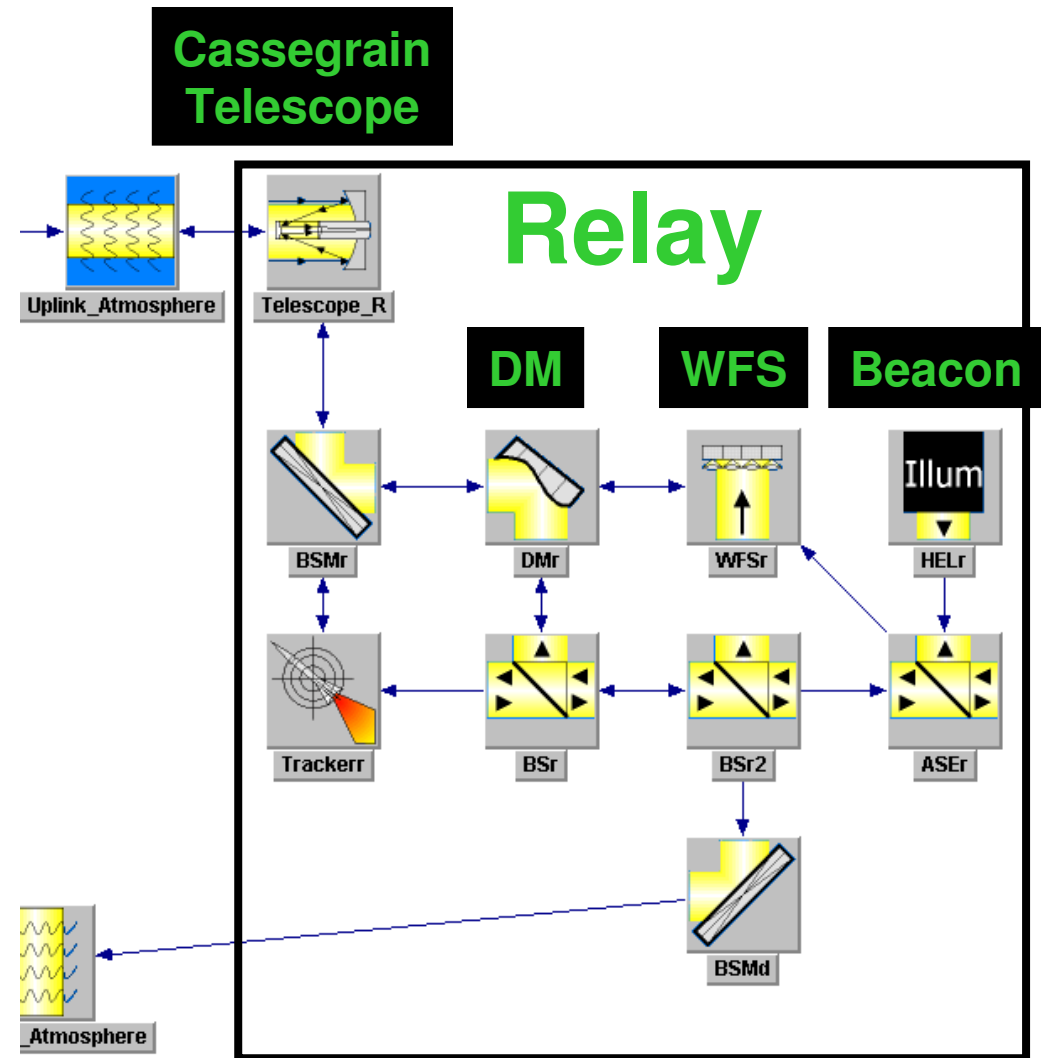 Cassegrain
Telescope
Relay
Uplink_Atmosphere
Telescope_R
DM
WFS
Beacon
Illum
BSMr
DMr
WFSr
HELr
Trackerr
BSr
BSr2
ASEr
BSMd
_Atmosphere